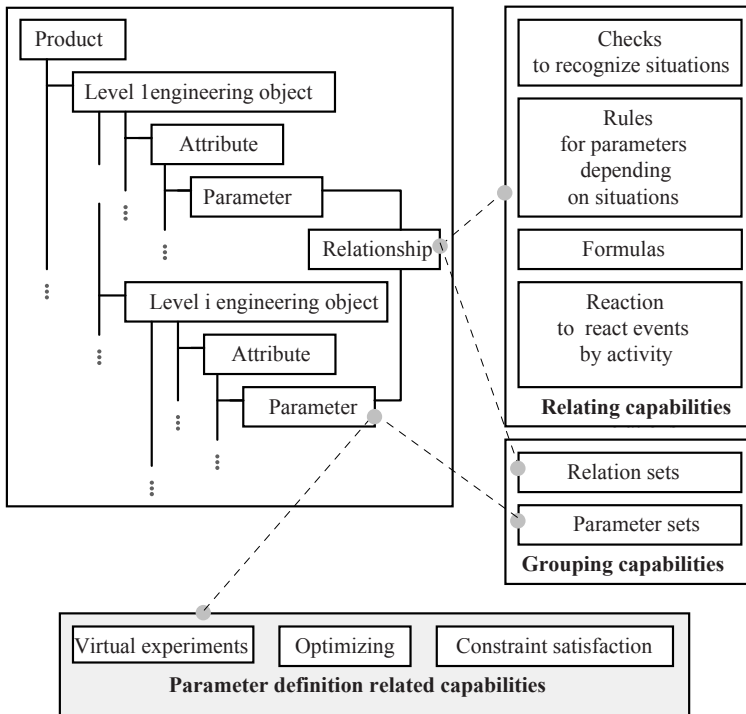 Product
Level 1engineering object
Attribute
Parameter
Relationship
Level i engineering object
Attribute
Parameter
Checks
to recognize situations
Rules
for parameters
depending
on situations
Formulas
Reaction
to react events
by activity
Relating capabilities
Relation sets
Parameter sets
Grouping capabilities
Virtual experiments
Optimizing
Constraint satisfaction
Parameter definition related capabilities